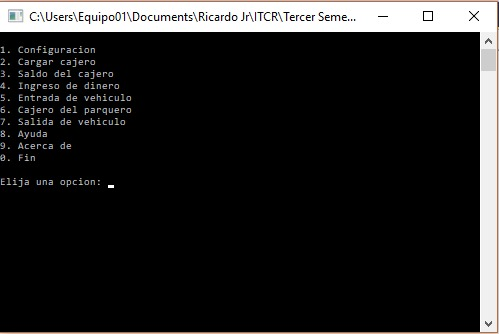 C:\Users\Equipo01\Documents\Ricardo Jr\ITCR\Tercer Seme...
1. Configuracion
2. Cargar cajero
3. Saldo del cajero
4. Ingreso de dinero
5. Entrada de vehiculo
6. Cajero del parquero
7. Salida de vehiculo
8. Ayuda
9. Acerca de
0. Fin
Elija una opcion: